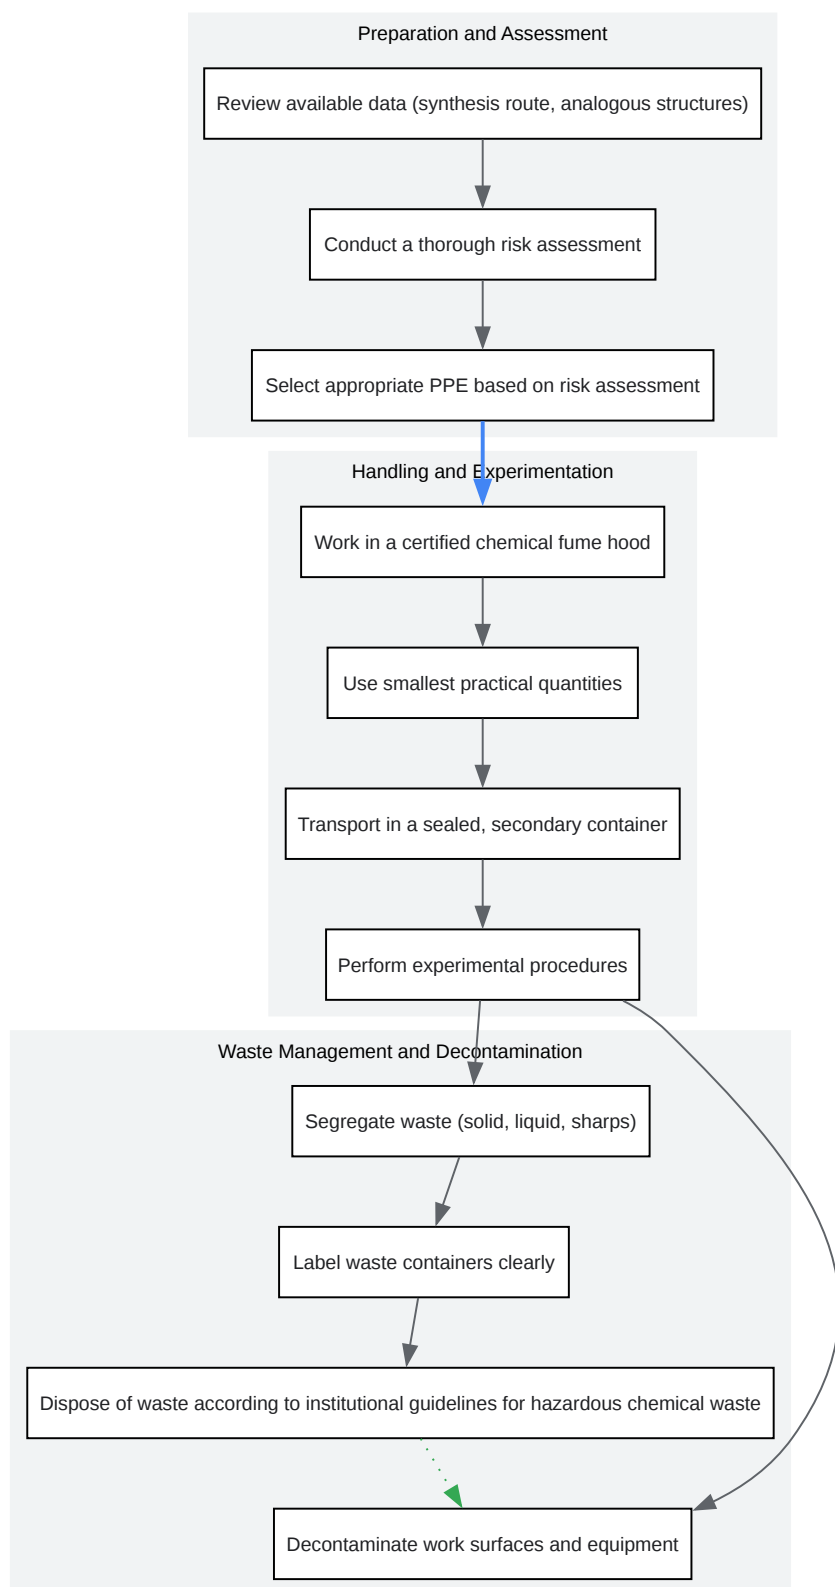 Preparation and Assessment
Review available data (synthesis route, analogous structures)
Conduct a thorough risk assessment
Select appropriate PPE based on risk assessment
Handling and Experimentation
Work in a certified chemical fume hood
Use smallest practical quantities
Transport in a sealed, secondary container
Perform experimental procedures
Waste Management and Decontamination
Segregate waste (solid, liquid, sharps)
Label waste containers clearly
Dispose of waste according to institutional guidelines for hazardous chemical waste
Decontaminate work surfaces and equipment